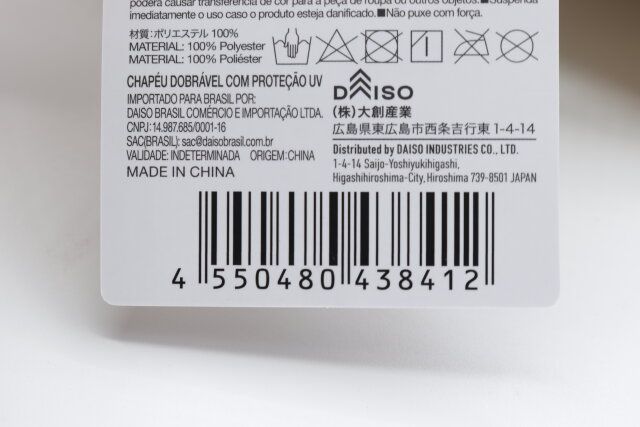 poderá causar transferência de cor para a peça de roupa ou outros objetos. ■Suspenda
imediatamente o uso caso o produto esteja danificado. ■Não puxe com força.
材質:ポリエステル 100%
MATERIAL: 100% Polyester
MATERIAL: 100% Poliéster
CHAPÉU DOBRÁVEL COM PROTEÇÃO UV
IMPORTADO PARA BRASIL POR:
DAISO BRASIL COMÉRCIO E IMPORTAÇÃO LTDA.
CNPJ: 14.987.685/0001-16
SAC(BRASIL): sac@daisobrasil.com.br
VALIDADE: INDETERMINADA ORIGEM: CHINA
MADE IN CHINA
DAISO
(株)大創産業
広島県東広島市西条吉行東 1-4-14
Distributed by DAISO INDUSTRIES CO., LTD.
1-4-14 Saijo-Yoshiyukihigashi,
Higashihiroshima-City, Hiroshima 739-8501 JAPAN
4 550480 438412